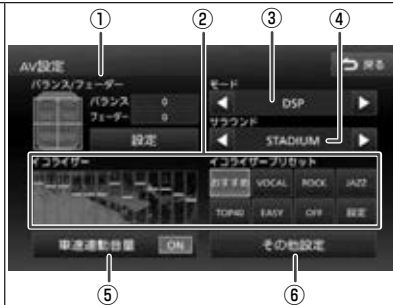 ① ② ③ ④
AV設定
戻る
バランス/フェーダー
バランス 0
フェーダー 0
設定
モード
DSP
サラウンド
STADIUM
イコライザー
イコライザープリセット
おすすめ VOCAL ROCK JAZZ
TOP40 EASY OFF 設定
車速連動音量 ON
その他設定
⑤ ⑥